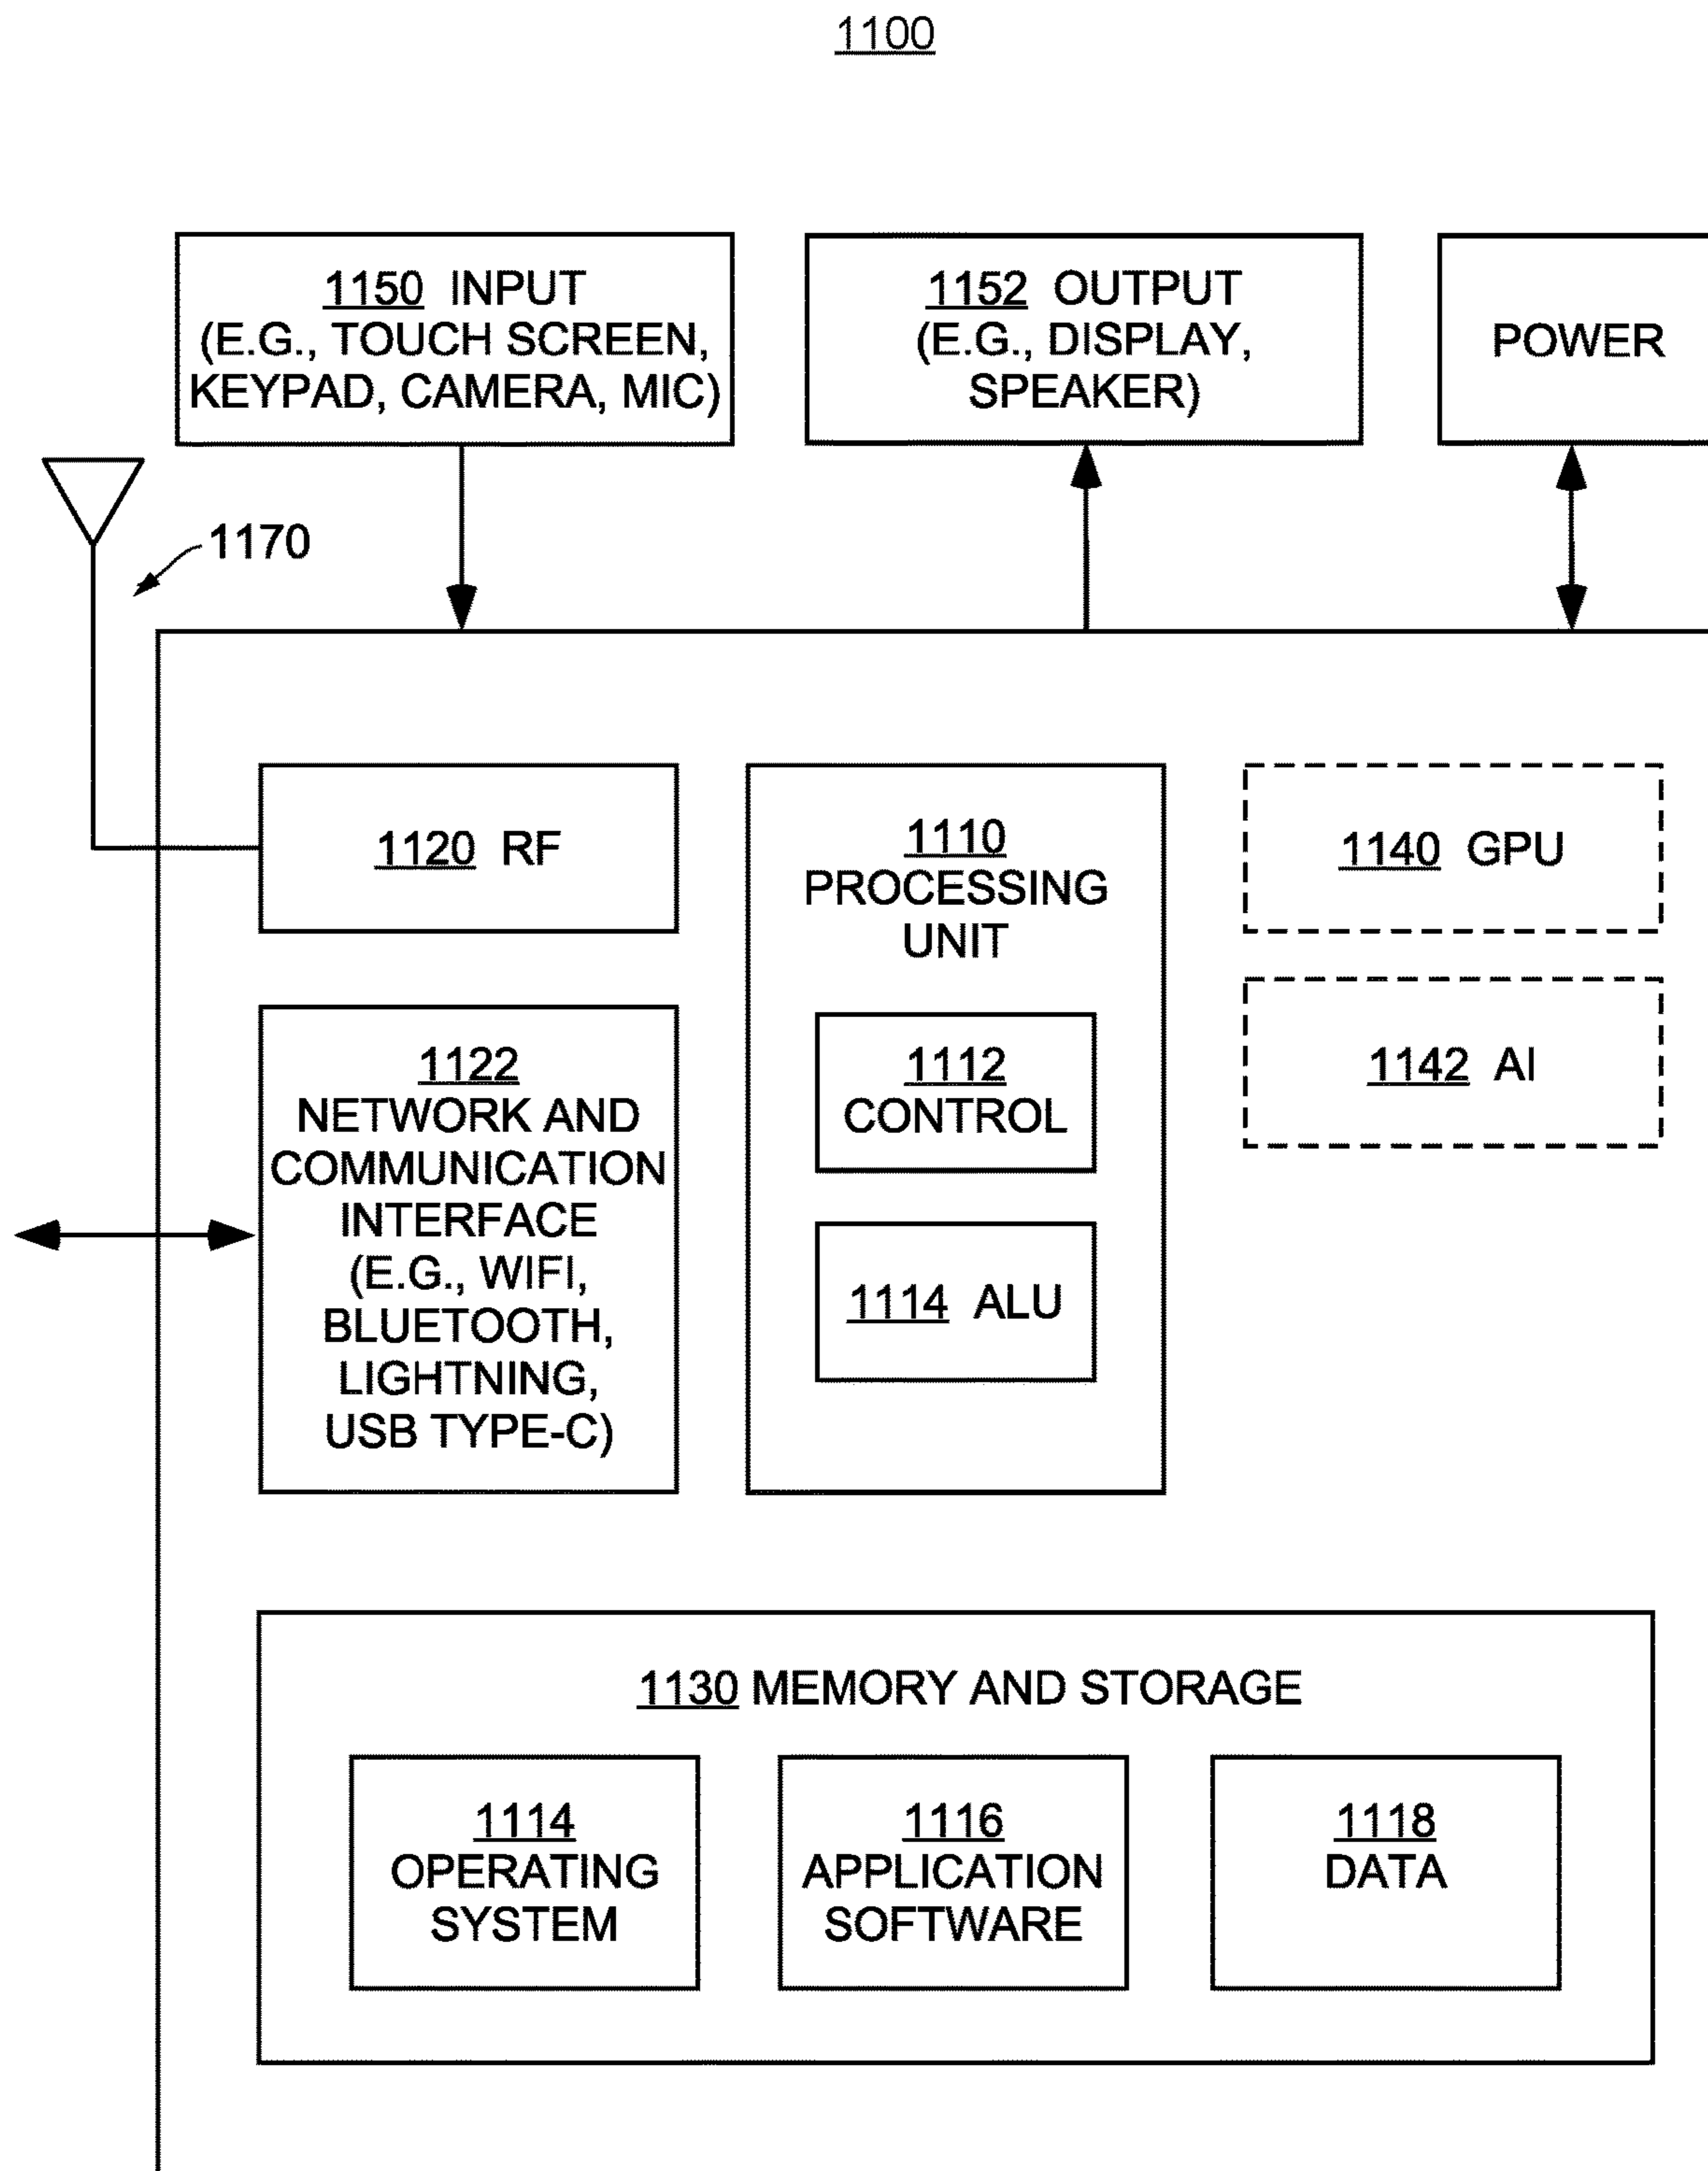 1100
1150 INPUT
(E.G., TOUCH SCREEN,
KEYPAD, CAMERA, MIC)
1152 OUTPUT
(E.G., DISPLAY,
SPEAKER)
POWER
1170
1120 RF
1110
PROCESSING
UNIT
1140 GPU
1122
NETWORK AND
COMMUNICATION
INTERFACE
(E.G., WIFI,
BLUETOOTH,
LIGHTNING,
USB TYPE-C)
1112
CONTROL
1142 AI
1114 ALU
1130 MEMORY AND STORAGE
1114
OPERATING
SYSTEM
1116
APPLICATION
SOFTWARE
1118
DATA